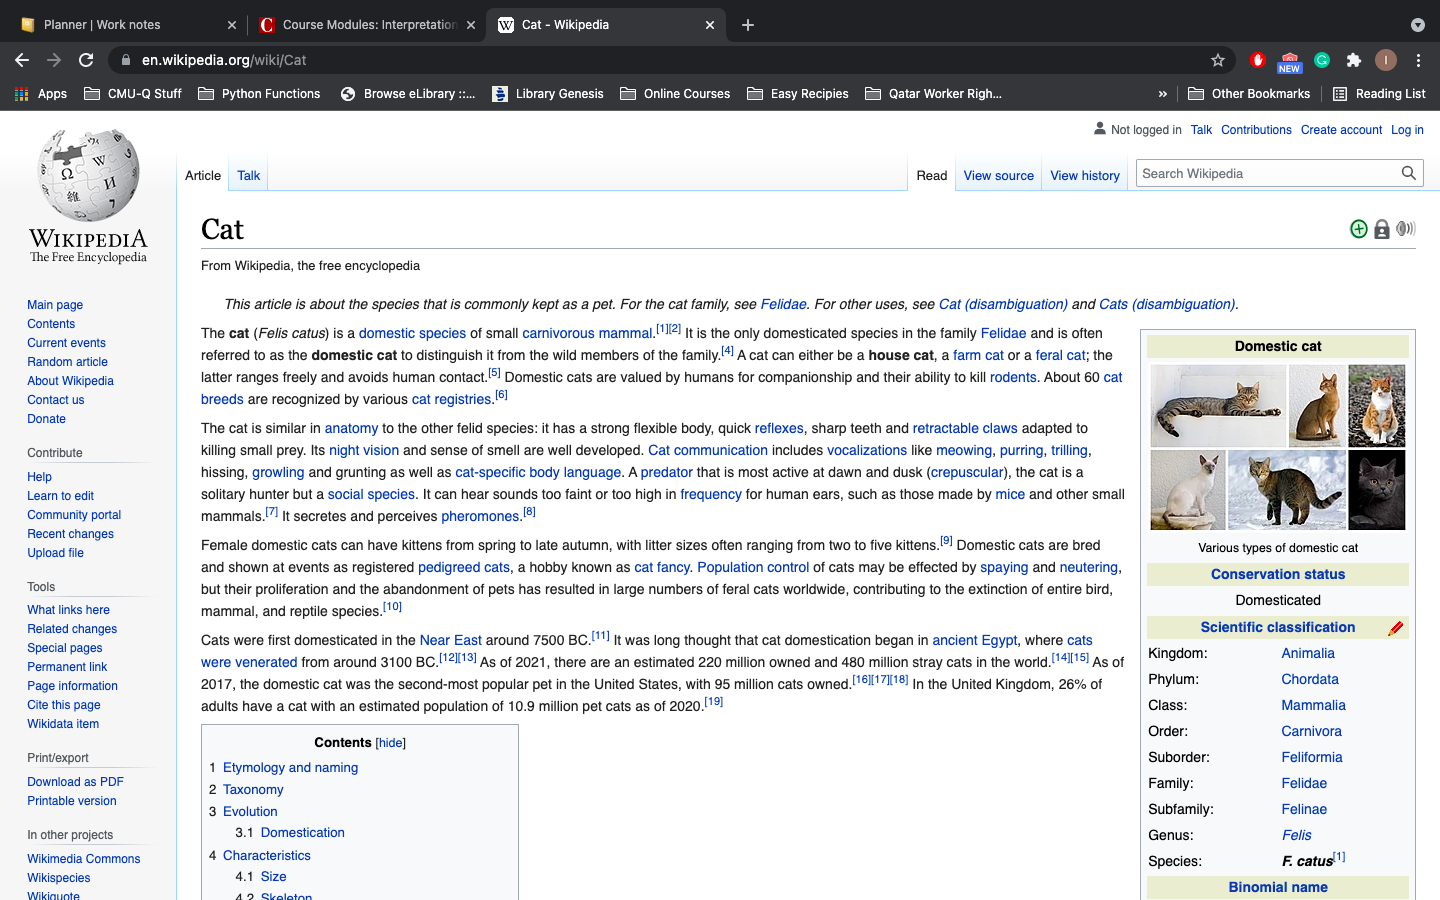 Planner | Work notes
Course Modules: Interpretation
Cat - Wikipedia
en.wikipedia.org/wiki/Cat
NEW
I
Apps
CMU-Q Stuff
Python Functions
Browse eLibrary ::...
Library Genesis
Online Courses
Easy Recipies
Qatar Worker Righ...
»
Other Bookmarks
Reading List
WIKIPEDIA
The Free Encyclopedia
Main page
Contents
Current events
Random article
About Wikipedia
Contact us
Donate
Contribute
Help
Learn to edit
Community portal
Recent changes
Upload file
Tools
What links here
Related changes
Special pages
Permanent link
Page information
Cite this page
Wikidata item
Print/export
Download as PDF
Printable version
In other projects
Wikimedia Commons
Wikispecies
Wikiquote
Not logged in Talk Contributions Create account Log in
Article Talk
Read View source View history
Search Wikipedia
Cat
From Wikipedia, the free encyclopedia
This article is about the species that is commonly kept as a pet. For the cat family, see Felidae. For other uses, see Cat (disambiguation) and Cats (disambiguation).
The cat (Felis catus) is a domestic species of small carnivorous mammal.[1][2] It is the only domesticated species in the family Felidae and is often
referred to as the domestic cat to distinguish it from the wild members of the family.[4] A cat can either be a house cat, a farm cat or a feral cat; the
latter ranges freely and avoids human contact.[5] Domestic cats are valued by humans for companionship and their ability to kill rodents. About 60 cat
breeds are recognized by various cat registries.[6]
The cat is similar in anatomy to the other felid species: it has a strong flexible body, quick reflexes, sharp teeth and retractable claws adapted to
killing small prey. Its night vision and sense of smell are well developed. Cat communication includes vocalizations like meowing, purring, trilling,
hissing, growling and grunting as well as cat-specific body language. A predator that is most active at dawn and dusk (crepuscular), the cat is a
solitary hunter but a social species. It can hear sounds too faint or too high in frequency for human ears, such as those made by mice and other small
mammals.[7] It secretes and perceives pheromones.[8]
Female domestic cats can have kittens from spring to late autumn, with litter sizes often ranging from two to five kittens.[9] Domestic cats are bred
and shown at events as registered pedigreed cats, a hobby known as cat fancy. Population control of cats may be effected by spaying and neutering,
but their proliferation and the abandonment of pets has resulted in large numbers of feral cats worldwide, contributing to the extinction of entire bird,
mammal, and reptile species.[10]
Cats were first domesticated in the Near East around 7500 BC.[11] It was long thought that cat domestication began in ancient Egypt, where cats
were venerated from around 3100 BC.[12][13] As of 2021, there are an estimated 220 million owned and 480 million stray cats in the world.[14][15] As of
2017, the domestic cat was the second-most popular pet in the United States, with 95 million cats owned.[16][17][18] In the United Kingdom, 26% of
adults have a cat with an estimated population of 10.9 million pet cats as of 2020.[19]
Contents [hide]
1 Etymology and naming
2 Taxonomy
3 Evolution
3.1 Domestication
4 Characteristics
4.1 Size
4.2 Skeleton
Domestic cat
Various types of domestic cat
Conservation status
Domesticated
Scientific classification
Kingdom: Animalia
Phylum: Chordata
Class: Mammalia
Order: Carnivora
Suborder: Feliformia
Family: Felidae
Subfamily: Felinae
Genus: Felis
Species: F. catus[1]
Binomial name